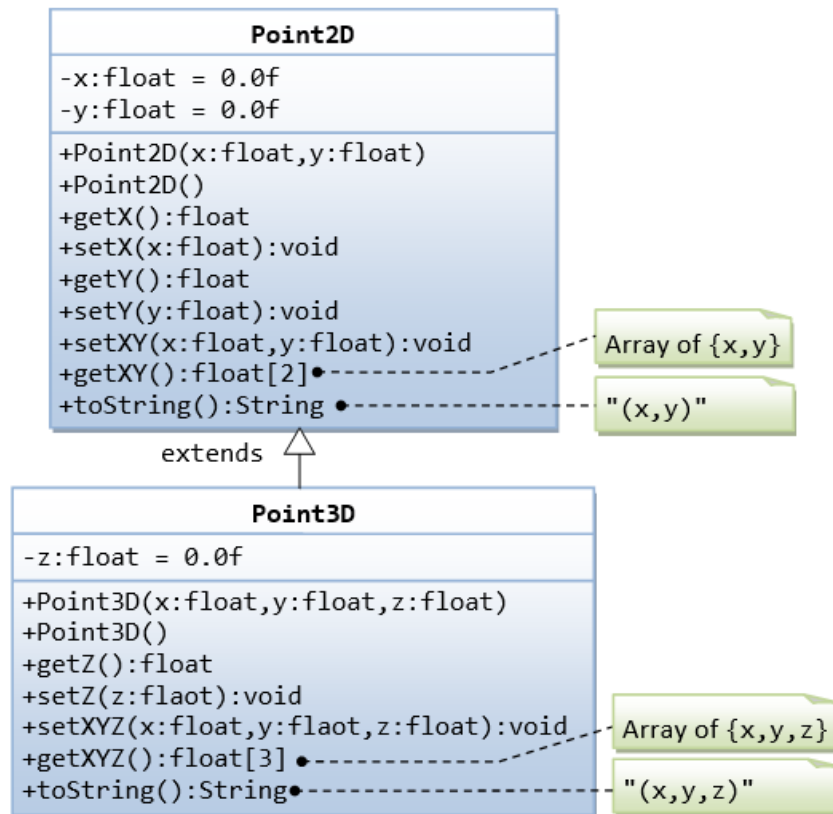 Point2D
-x:float = 0.0f
-y:float = 0.0f
+Point2D(x:float,y:float)
+Point2D()
+getX():float
+setX(x:float):void
+getY():float
+setY(y:float):void
+setXY(x:float,y:float):void
+getXY():float[2]
Array of {x,y}
+toString():String
"(x,y)"
extends
Point3D
-z:float = 0.0f
+Point3D(x:float,y:float,z:float)
+Point3D()
+getZ():float
+setZ(z:flaot):void
+setXYZ(x:float,y:flaot,z:float):void
+getXYZ():float[3]
Array of {x,y,z}
+toString():String
"(x,y,z)"